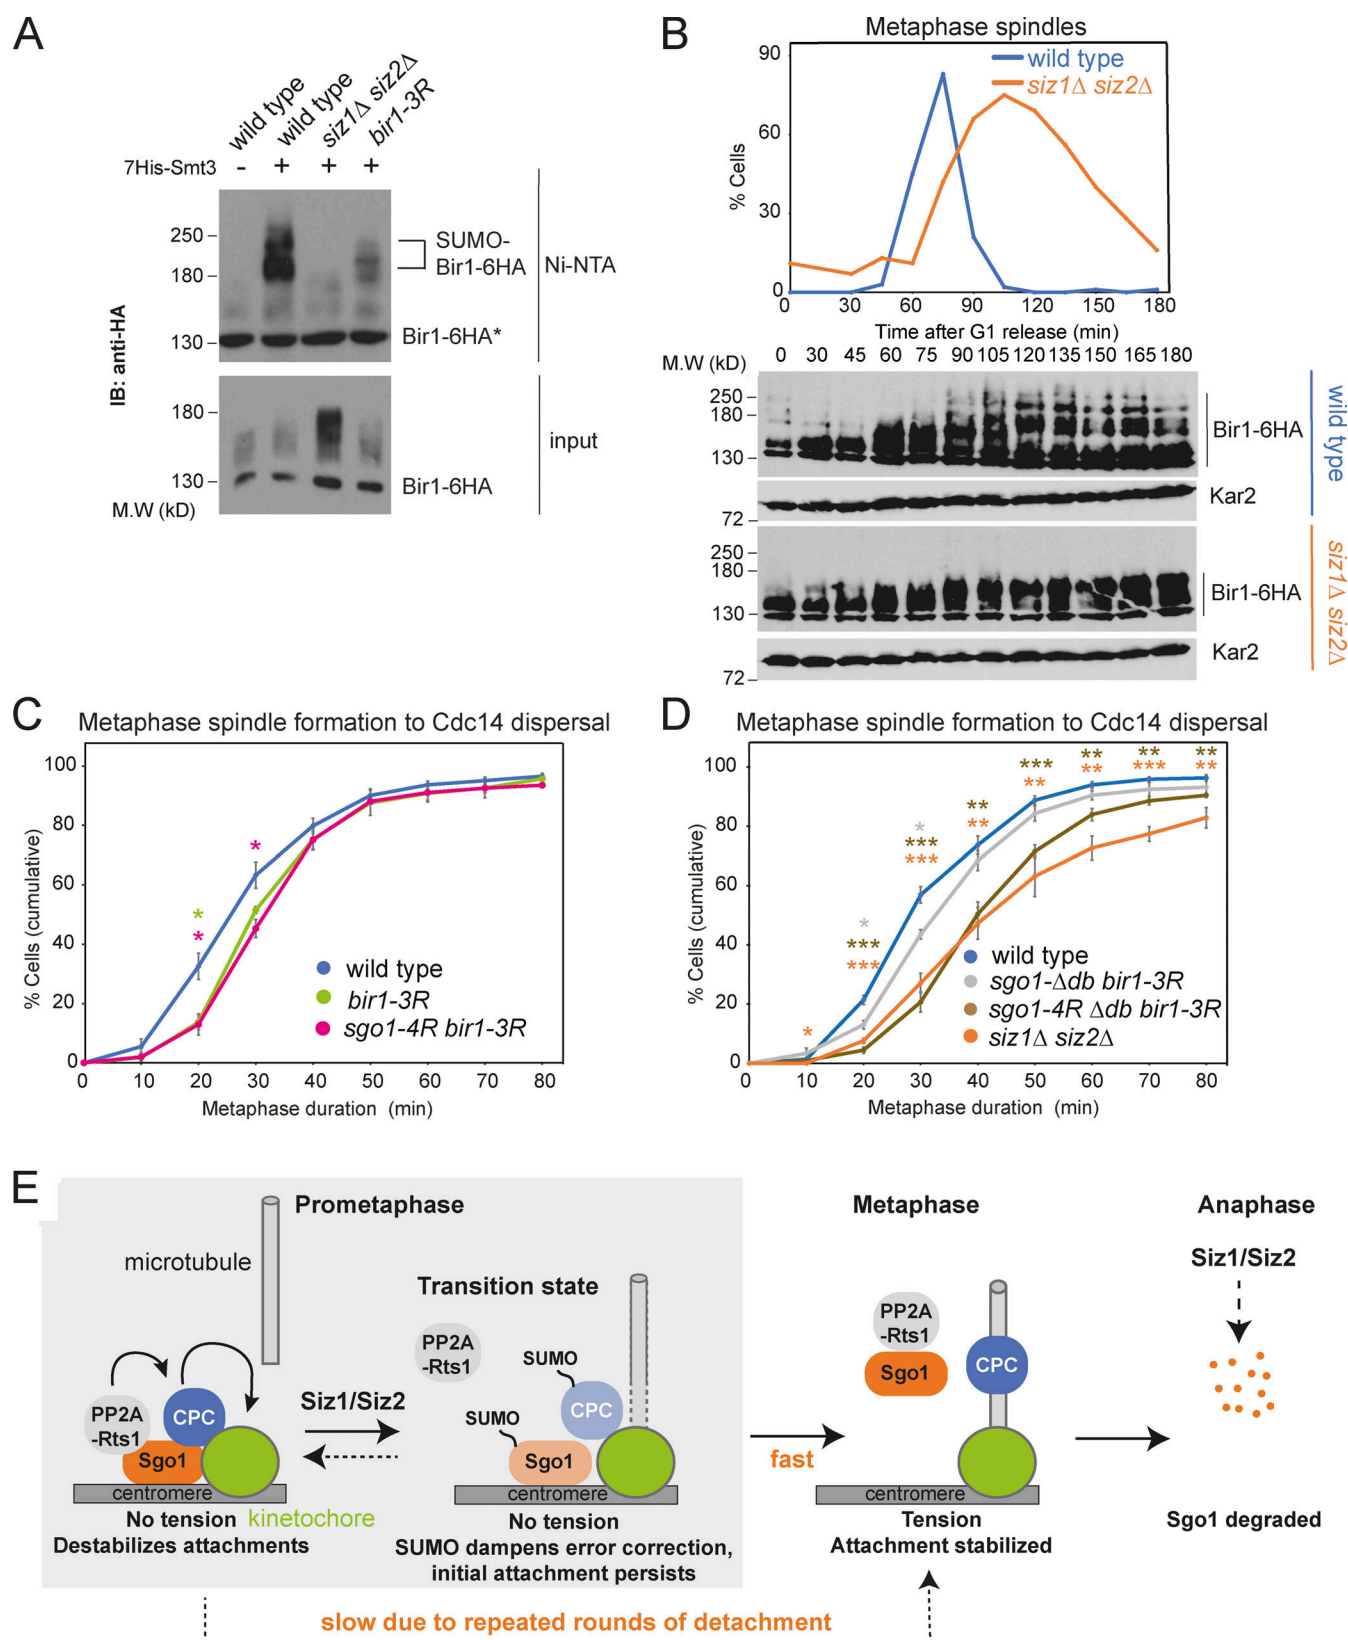 A
wild type
wild type
siz1Δ siz2Δ
bir1-3R
7His-Smt3 - + + +
250
180
130
SUMO-
Bir1-6HA
Bir1-6HA*
Ni-NTA
IB: anti-HA
180
130
Bir1-6HA
input
M.W (kD)
B
Metaphase spindles
wild type
siz1Δ siz2Δ
% Cells
90
60
30
0
0 30 60 90 120 150 180
Time after G1 release (min)
M.W (kD)
0 30 45 60 75 90 105 120 135 150 165 180
250
180
130
Bir1-6HA
Kar2
72
wild type
250
180
130
Bir1-6HA
Kar2
72
siz1Δ siz2Δ
C
Metaphase spindle formation to Cdc14 dispersal
% Cells (cumulative)
100
80
60
40
20
0
*
*
*
wild type
bir1-3R
sgo1-4R bir1-3R
0 10 20 30 40 50 60 70 80
Metaphase duration (min)
D
Metaphase spindle formation to Cdc14 dispersal
% Cells (cumulative)
100
80
60
40
20
0
*** ** ** **
** ** *** **
* **
*** **
***
*
***
***
*
wild type
sgo1-Δdb bir1-3R
sgo1-4R Δdb bir1-3R
siz1Δ siz2Δ
0 10 20 30 40 50 60 70 80
Metaphase duration (min)
E
Prometaphase
microtubule
PP2A
-Rts1
CPC
Sgo1
centromere
No tension
kinetochore
Destabilizes attachments
Siz1/Siz2
Transition state
PP2A
-Rts1
SUMO
CPC
SUMO
Sgo1
centromere
No tension
SUMO dampens error correction,
initial attachment persists
fast
Metaphase
PP2A
-Rts1
Sgo1
CPC
centromere
Tension
Attachment stabilized
Anaphase
Siz1/Siz2
Sgo1 degraded
slow due to repeated rounds of detachment